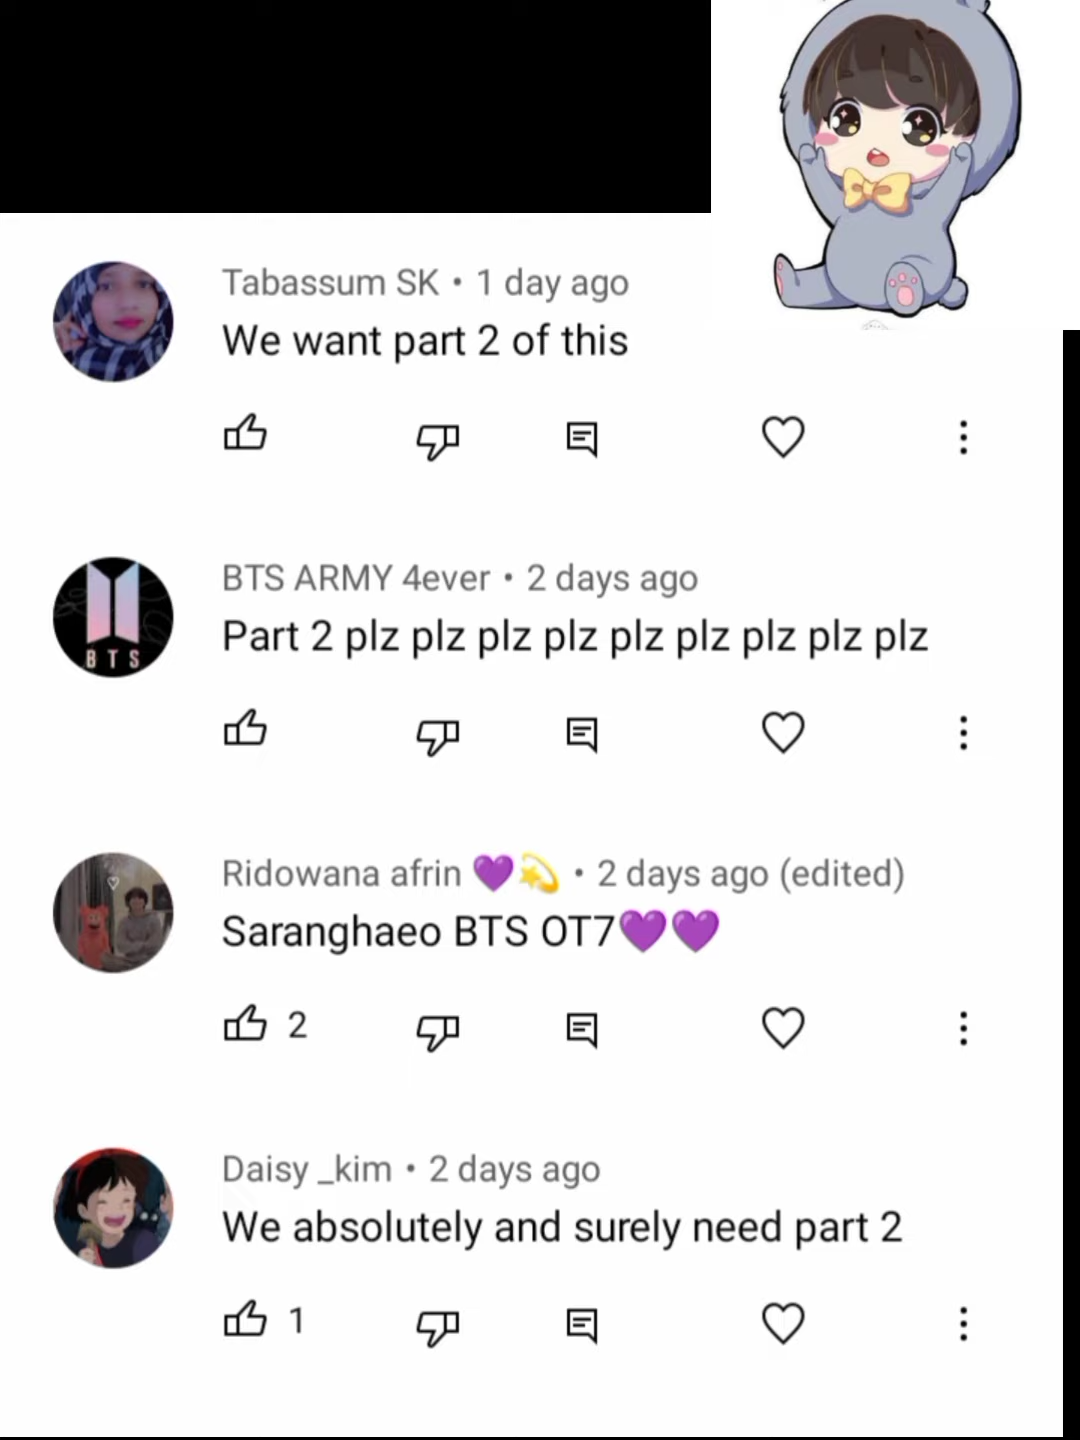 Tabassum SK • 1 day ago
We want part 2 of this
BTS ARMY 4ever • 2 days ago
Part 2 plz plz plz plz plz plz plz plz plz
BTS
Ridowana afrin 💜💫 • 2 days ago (edited)
Saranghaeo BTS OT7💜💜
2
Daisy _kim • 2 days ago
We absolutely and surely need part 2
1